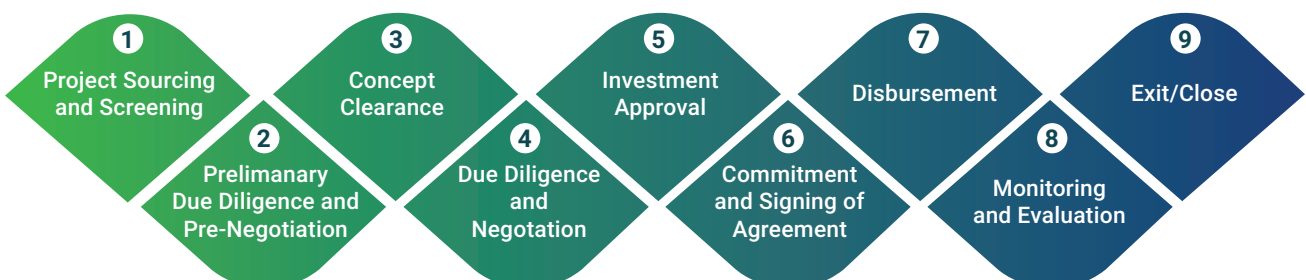 1
Project Sourcing
and Screening
2
Prelimanary
Due Diligence and
Pre-Negotiation
3
Concept
Clearance
4
Due Diligence
and
Negotation
5
Investment
Approval
6
Commitment
and Signing of
Agreement
7
Disbursement
8
Monitoring
and Evaluation
9
Exit/Close